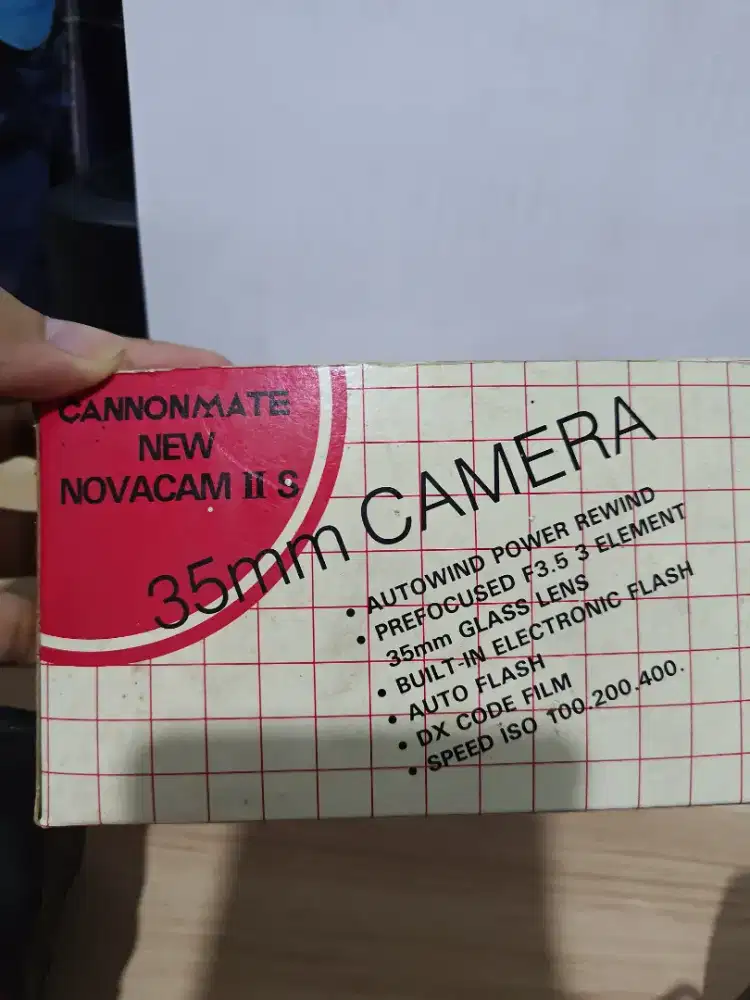 CANNONMATE
NEW
NOVACAM II S
35mm CAMERA
• AUTOWIND POWER REWIND
• PREFOCUSED F3.5 3 ELEMENT
35mm GLASS LENS
• BUILT-IN ELECTRONIC FLASH
• AUTO FLASH
• DX CODE FILM
• SPEED ISO 100.200.400.